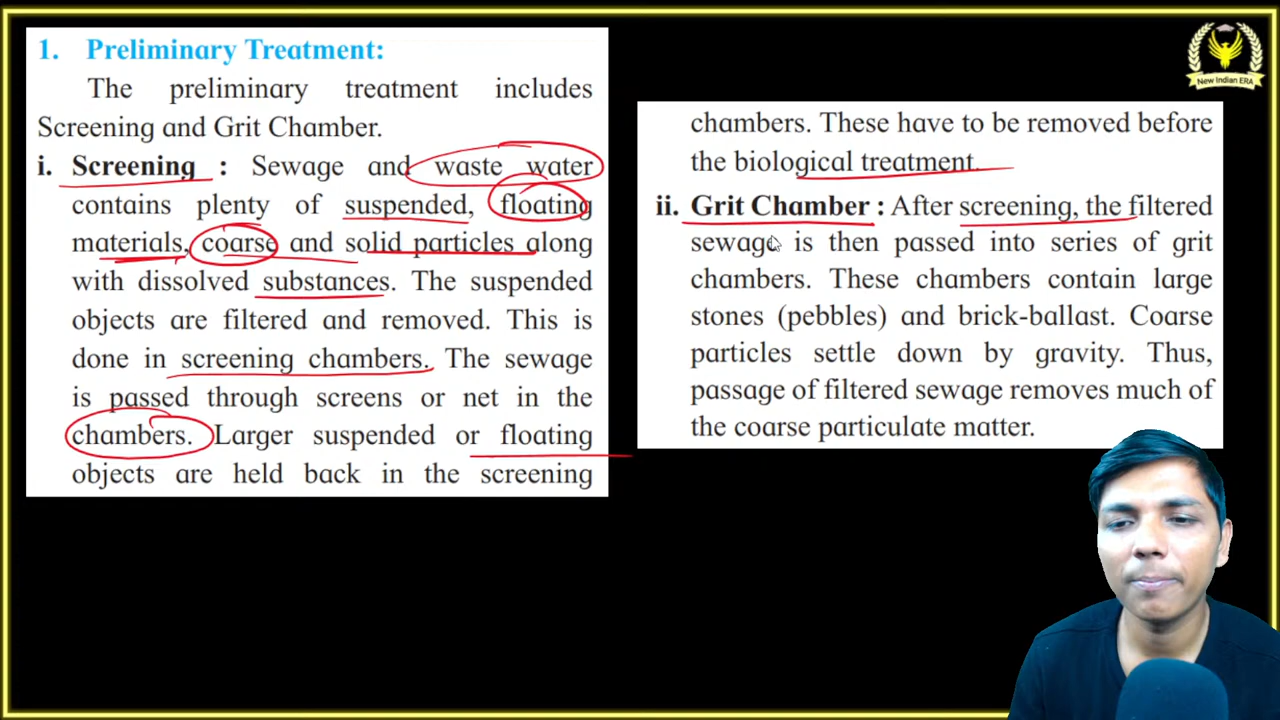 1. Preliminary Treatment:
The preliminary treatment includes
Screening and Grit Chamber.
i. Screening : Sewage and waste water
contains plenty of suspended, floating
materials, coarse and solid particles along
with dissolved substances. The suspended
objects are filtered and removed. This is
done in screening chambers. The sewage
is passed through screens or net in the
chambers. Larger suspended or floating
objects are held back in the screening
chambers. These have to be removed before
the biological treatment.
ii. Grit Chamber : After screening, the filtered
sewage is then passed into series of grit
chambers. These chambers contain large
stones (pebbles) and brick-ballast. Coarse
particles settle down by gravity. Thus,
passage of filtered sewage removes much of
the coarse particulate matter.
New Indian ERA